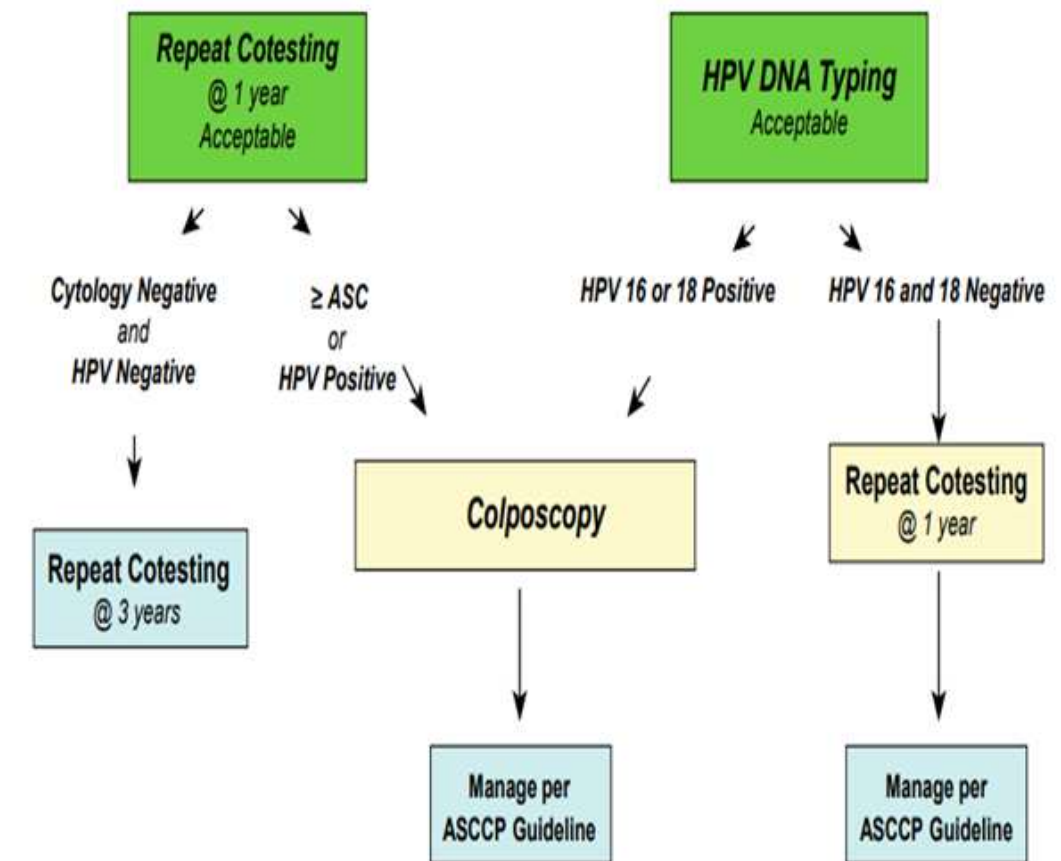 Repeat Cotesting
@ 1 year
Acceptable
HPV DNA Typing
Acceptable
Cytology Negative
and
HPV Negative
≥ ASC
or
HPV Positive
HPV 16 or 18 Positive
HPV 16 and 18 Negative
Repeat Cotesting
@ 3 years
Colposcopy
Repeat Cotesting
@ 1 year
Manage per
ASCCP Guideline
Manage per
ASCCP Guideline